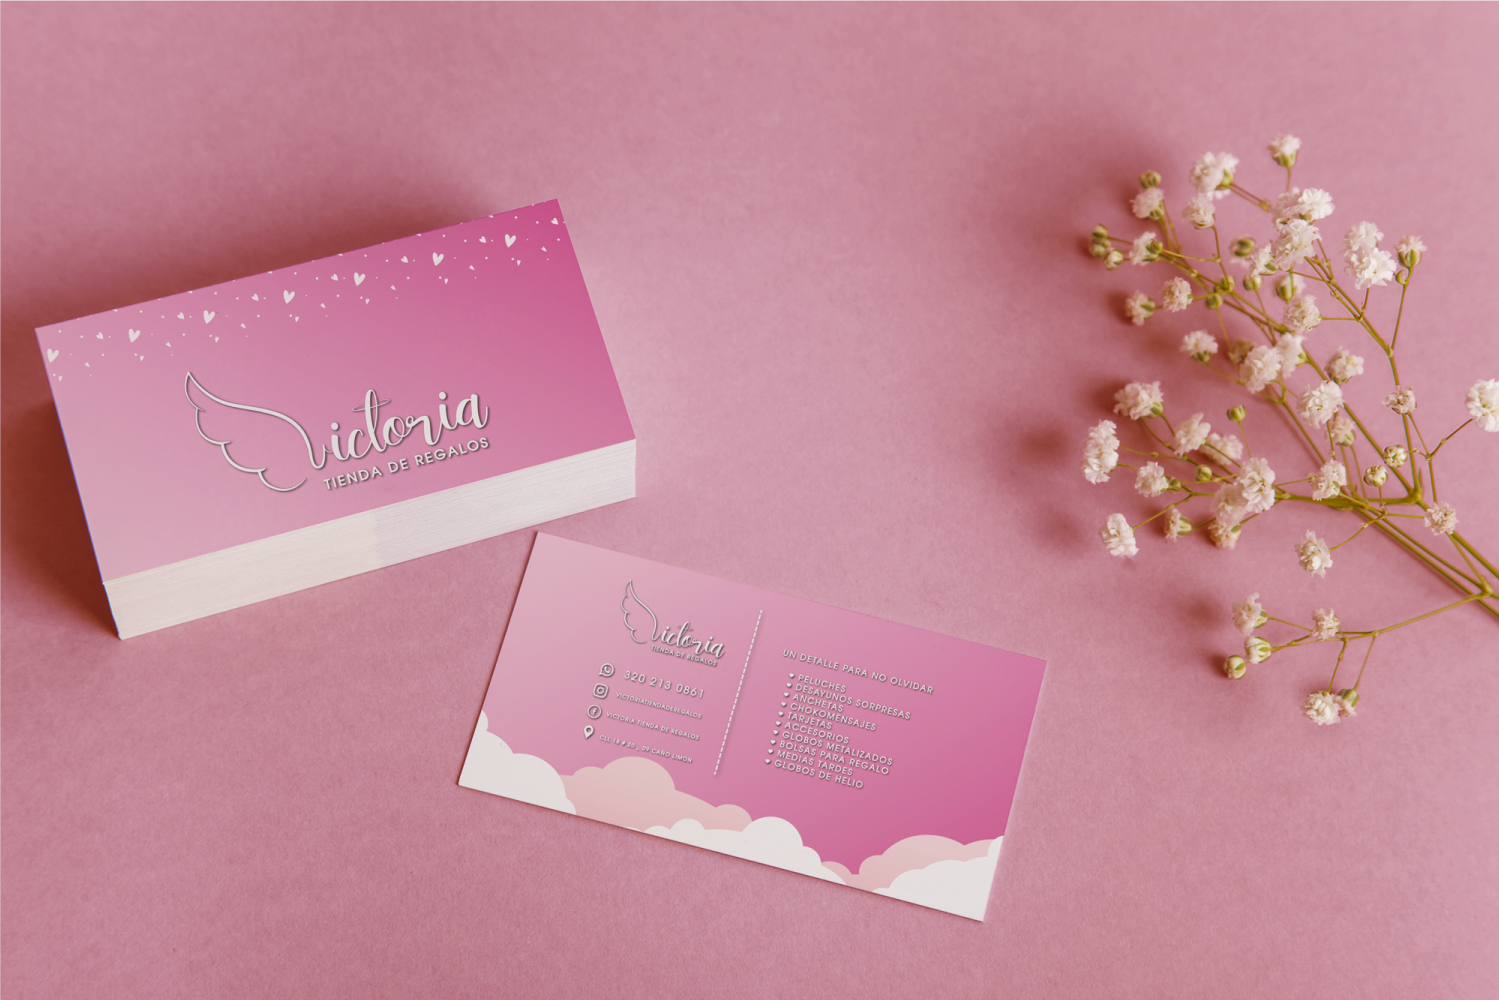 Victoria
TIENDA DE REGALOS
Victoria
TIENDA DE REGALOS
320 213 0861
VICTORIATIENDADEREGALOS
VICTORIA TIENDA DE REGALOS
CAÑO LIMON
UN DETALLE PARA NO OLVIDAR
PELUCHES
DESAYUNOS SORPRESAS
ANCHETAS
CHOKOMENSAJES
TARJETAS
ACCESORIOS
GLOBOS METALIZADOS
BOLSAS PARA REGALO
MEDIAS TARDES
GLOBOS DE HELIO